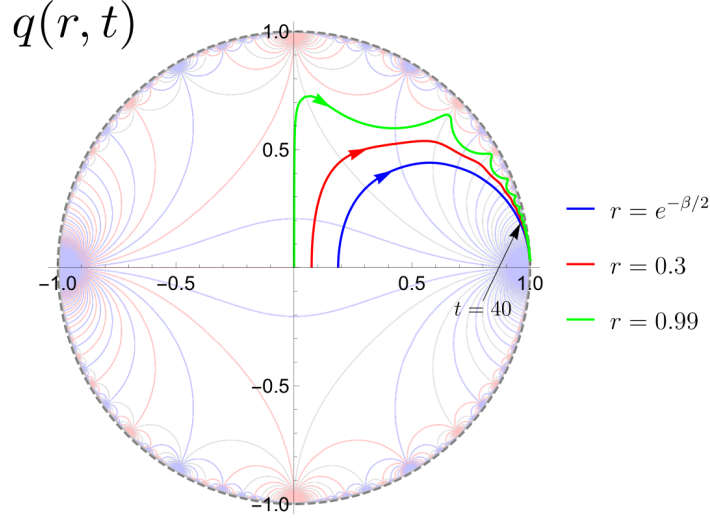 q(r, t)
1.0
0.5
-1.0 -0.5 0.5 1.0
t = 40
-0.5
-1.0
r = e^{-β/2}
r = 0.3
r = 0.99